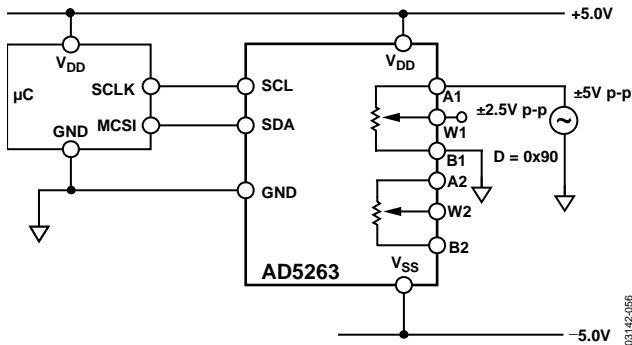 +5.0V
VDD
VDD
µC
SCLK
SCL
A1
±5V p-p
±2.5V p-p
W1
~
MCSI
SDA
GND
B1
D = 0x90
A2
GND
W2
B2
AD5263
VSS
–5.0V
03142-056